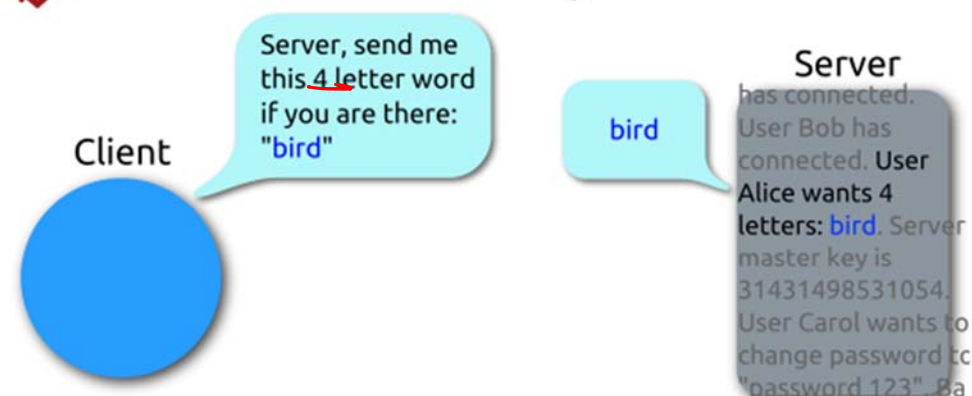 Server, send me
this 4 letter word
if you are there:
"bird"
Client
bird
Server
has connected.
User Bob has
connected. User
Alice wants 4
letters: bird. Server
master key is
31431498531054.
User Carol wants to
change password to
"password 123". Ba